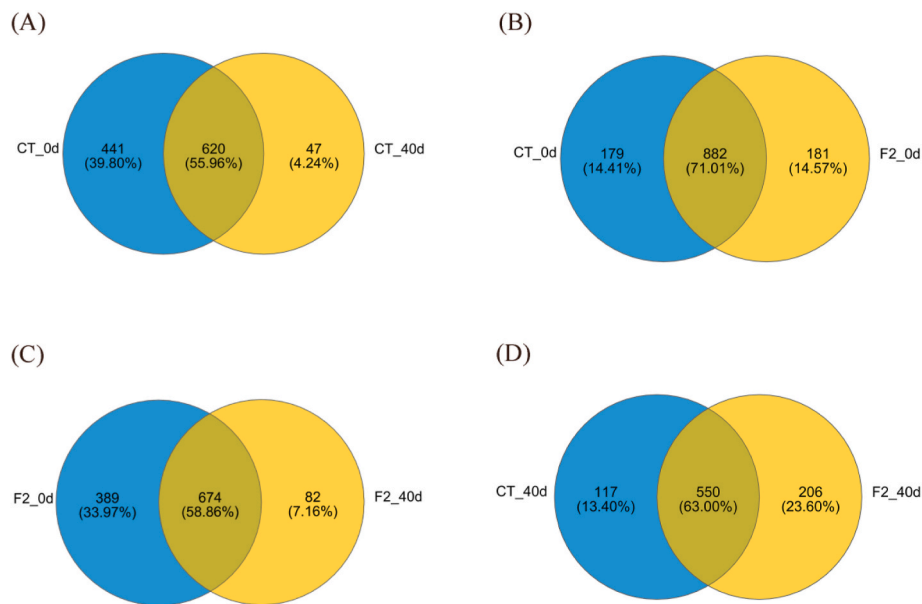 (A)
CT_0d
441
(39.80%)
620
(55.96%)
47
(4.24%)
CT_40d
(B)
CT_0d
179
(14.41%)
882
(71.01%)
181
(14.57%)
F2_0d
(C)
F2_0d
389
(33.97%)
674
(58.86%)
82
(7.16%)
F2_40d
(D)
CT_40d
117
(13.40%)
550
(63.00%)
206
(23.60%)
F2_40d